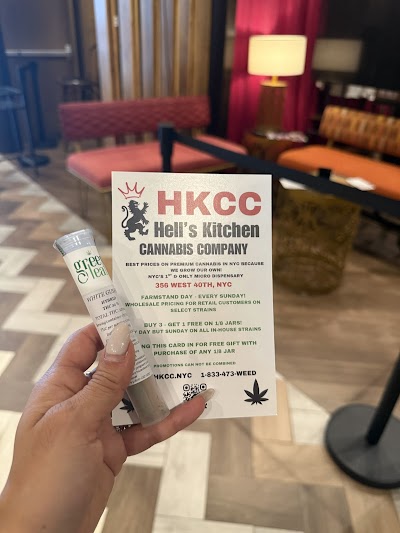 HKCC
Hell's Kitchen
CANNABIS COMPANY
BEST PRICES ON PREMIUM CANNABIS IN NYC BECAUSE
WE GROW OUR OWN!
NYC'S 1ST D ONLY MICRO DISPENSARY
356 WEST 40TH, NYC
FARMSTAND DAY - EVERY SUNDAY!
WHOLESALE PRICING FOR RETAIL CUSTOMERS ON
SELECT STRAINS
BUY 3 - GET 1 FREE ON 1/8 JARS!
DAY BUT SUNDAY ON ALL IN-HOUSE STRAINS
NG THIS CARD IN FOR FREE GIFT WITH
PURCHASE OF ANY 1/8 JAR
PROMOTIONS CAN NOT BE COMBINED
HKCC.NYC 1-833-473-WEED
green
WHITE